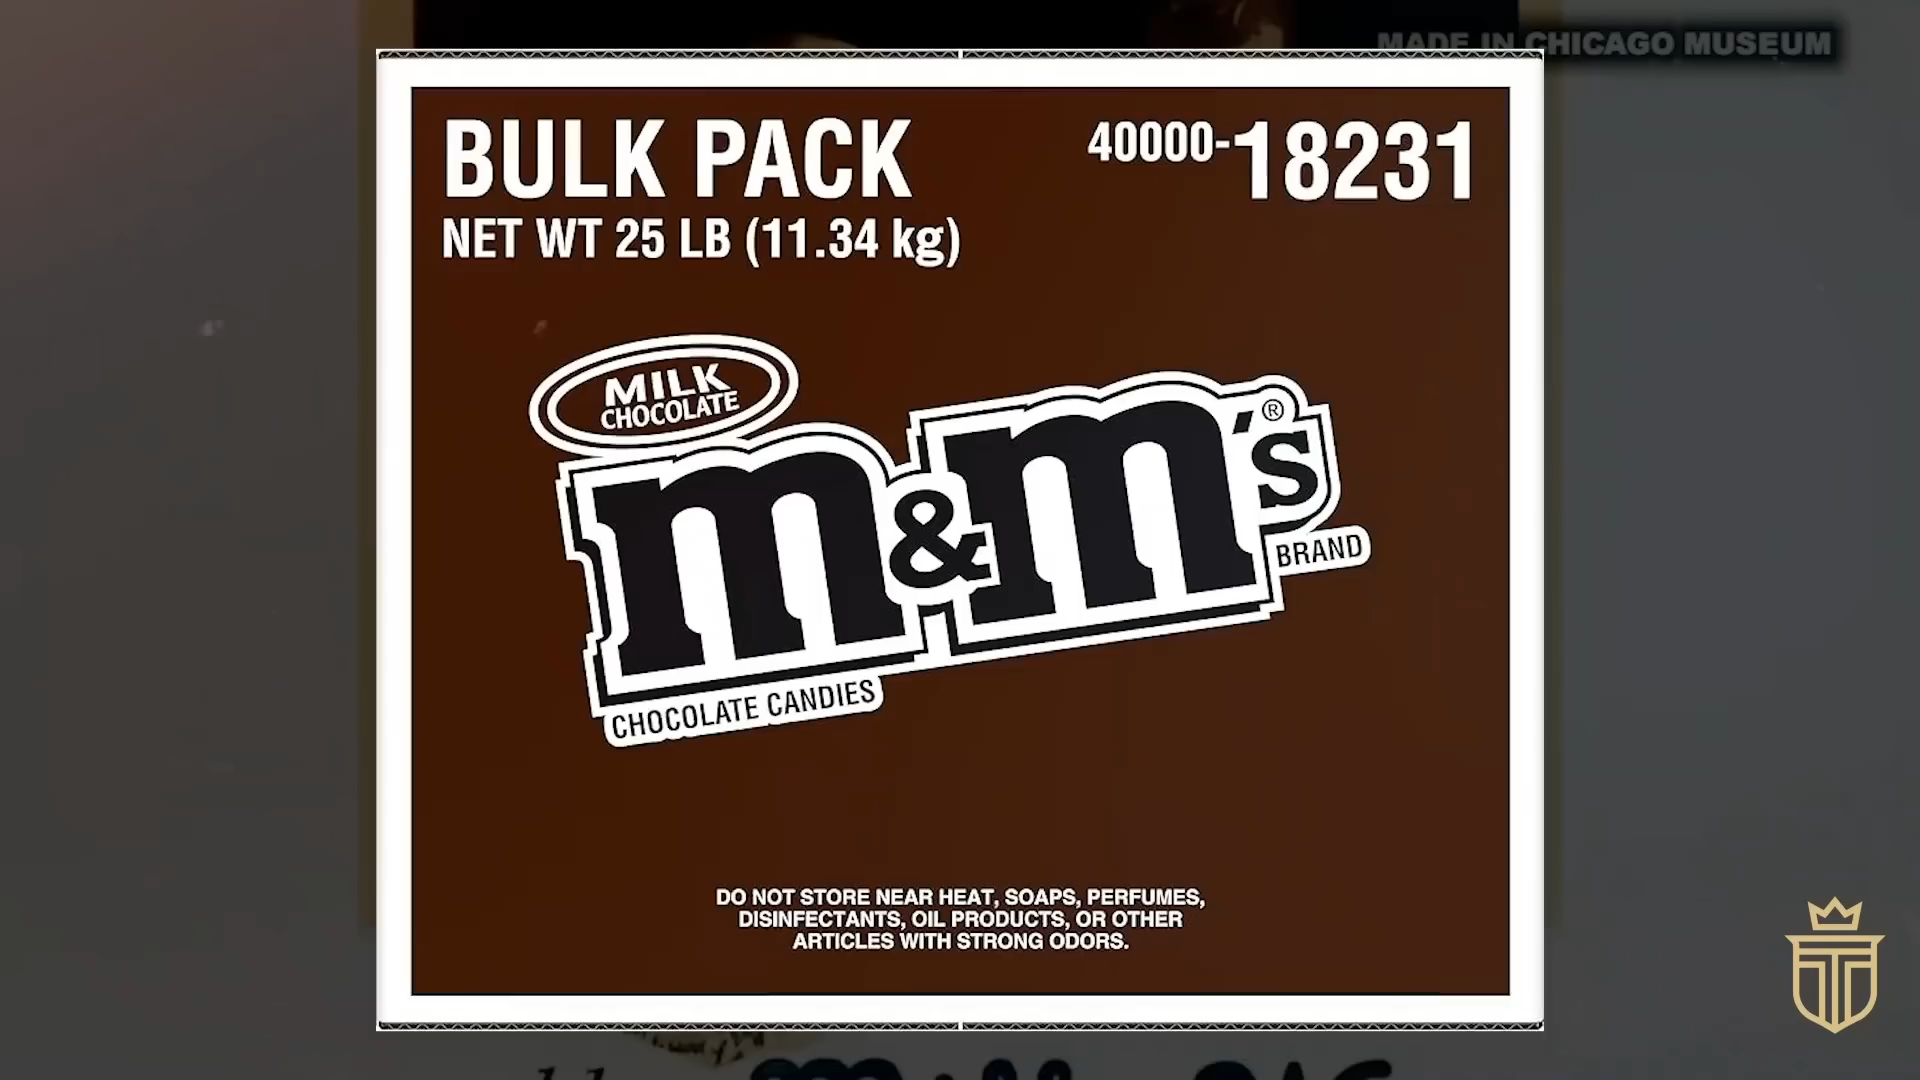 MADE IN CHICAGO MUSEUM
BULK PACK
40000-18231
NET WT 25 LB (11.34 kg)
MILK
CHOCOLATE
m&m's®
BRAND
CHOCOLATE CANDIES
DO NOT STORE NEAR HEAT, SOAPS, PERFUMES,
DISINFECTANTS, OIL PRODUCTS, OR OTHER
ARTICLES WITH STRONG ODORS.